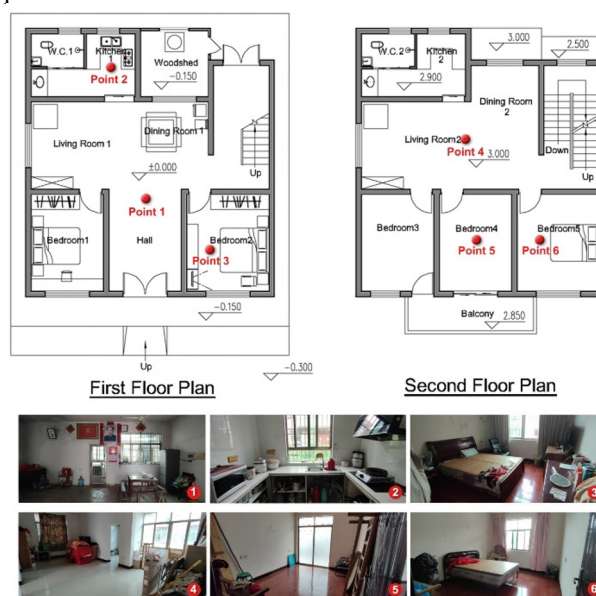 W.C.1
Kitchen
1
Point 2
Woodshed
-0.150
Living Room 1
Dining Room 1
±0.000
Up
Point 1
Bedroom1
Hall
Bedroom2
Point 3
-0.150
Up
-0.300
First Floor Plan
W.C.2
Kitchen
2
2.900
3.000
2.500
Dining Room
2
Living Room2
Point 4
3.000
Down
Up
Bedroom3
Bedroom4
Point 5
Bedroom5
Point 6
Balcony
2.850
Second Floor Plan
1
2
3
4
5
6